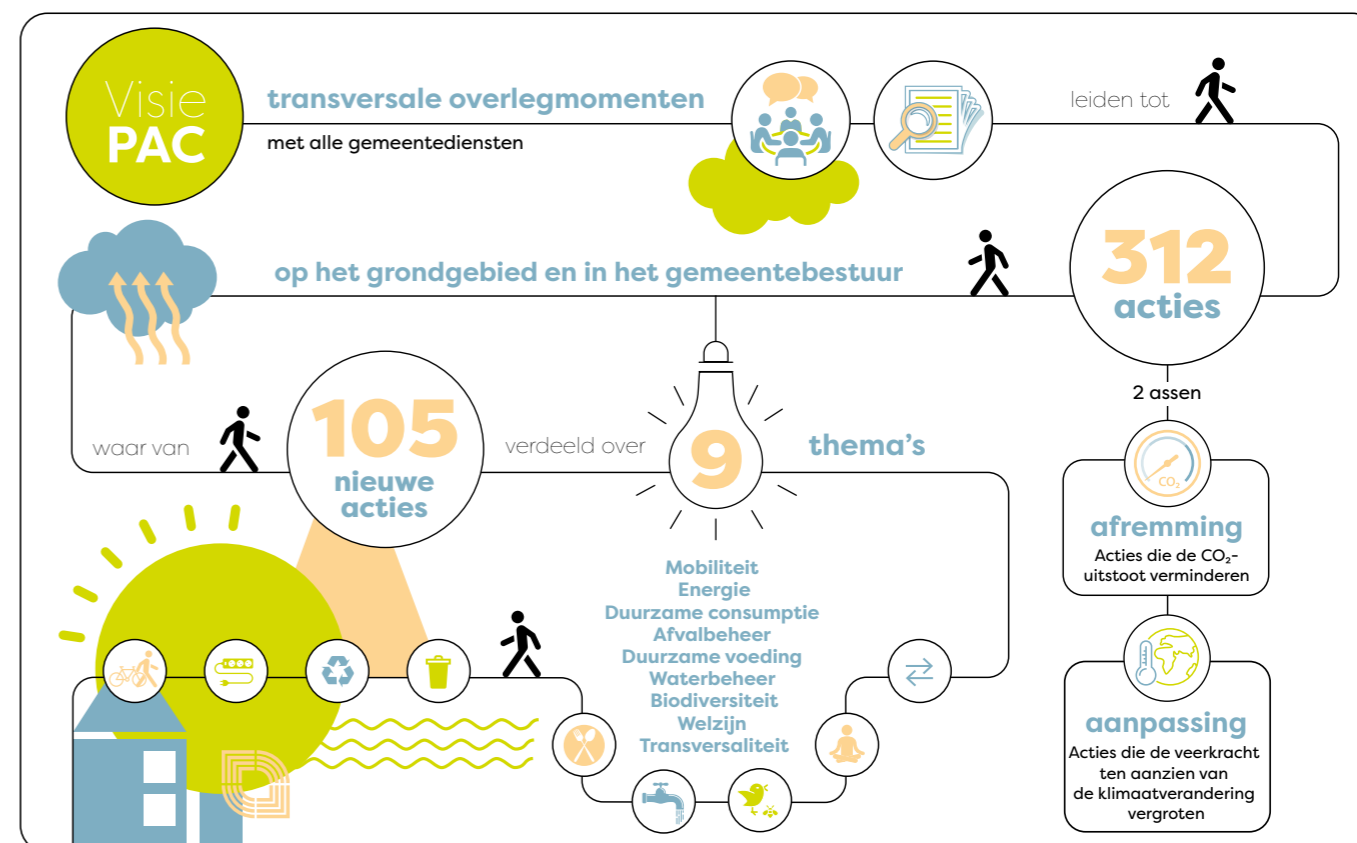 Visie
PAC
transversale overlegmomenten
met alle gemeentediensten
leiden tot
312
acties
op het grondgebied en in het gemeentebestuur
2 assen
CO₂
afremming
Acties die de CO₂-
uitstoot verminderen
aanpassing
Acties die de veerkracht
ten aanzien van
de klimaatverandering
vergroten
waar van
105
nieuwe
acties
verdeeld over
9
thema's
Mobiliteit
Energie
Duurzame consumptie
Afvalbeheer
Duurzame voeding
Waterbeheer
Biodiversiteit
Welzijn
Transversaliteit